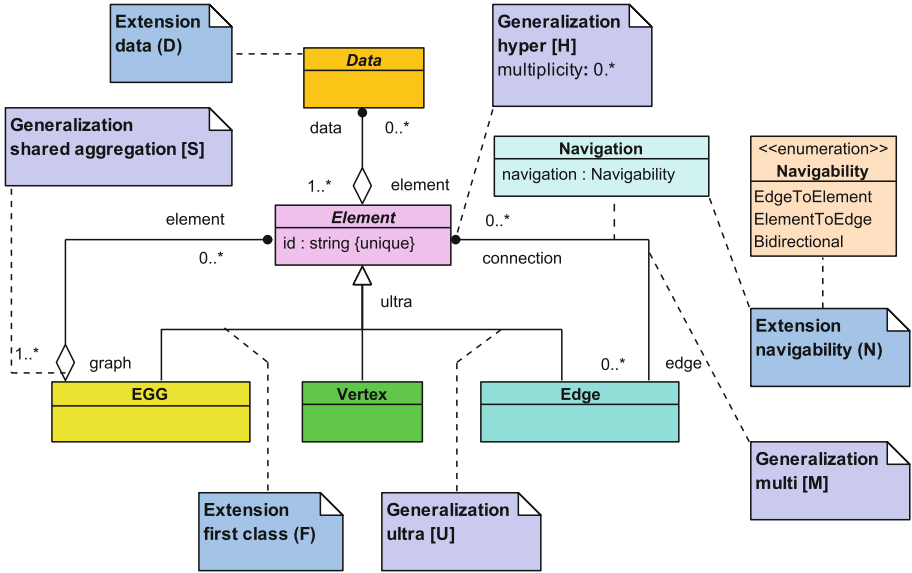 Extension
data (D)
Data
Generalization
hyper [H]
multiplicity: 0..*
Generalization
shared aggregation [S]
data
0..*
1..*
element
Navigation
navigation : Navigability
<<enumeration>>
Navigability
EdgeToElement
ElementToEdge
Bidirectional
Element
id : string {unique}
element
0..*
0..*
connection
ultra
1..*
graph
0..*
edge
Extension
navigability (N)
EGG
Vertex
Edge
Generalization
multi [M]
Extension
first class (F)
Generalization
ultra [U]